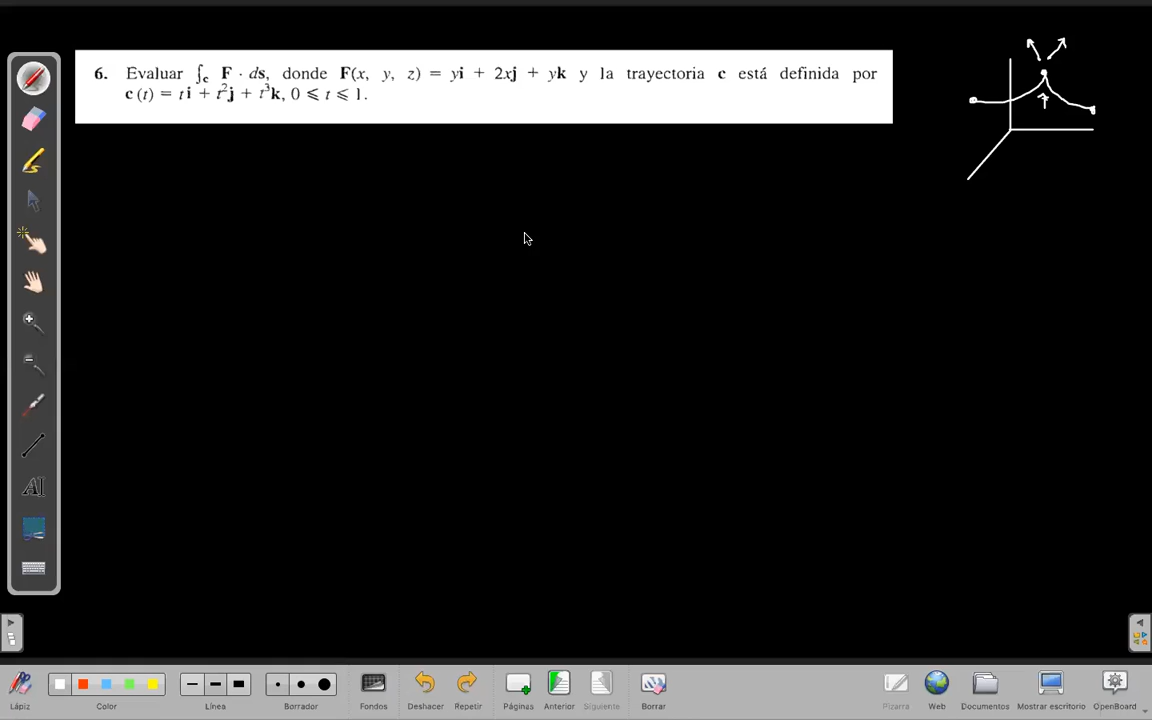 6. Evaluar ∫c F · ds, donde F(x, y, z) = yi + 2xj + yk y la trayectoria c está definida por
c (t) = ti + t²j + t³k, 0 ⩽ t ⩽ 1.
AI
Lápiz
Color
Línea
Borrador
Fondos
Deshacer
Repetir
Páginas
Anterior
Siguiente
Borrar
Pizarra
Web
Documentos
Mostrar escritorio
OpenBoard